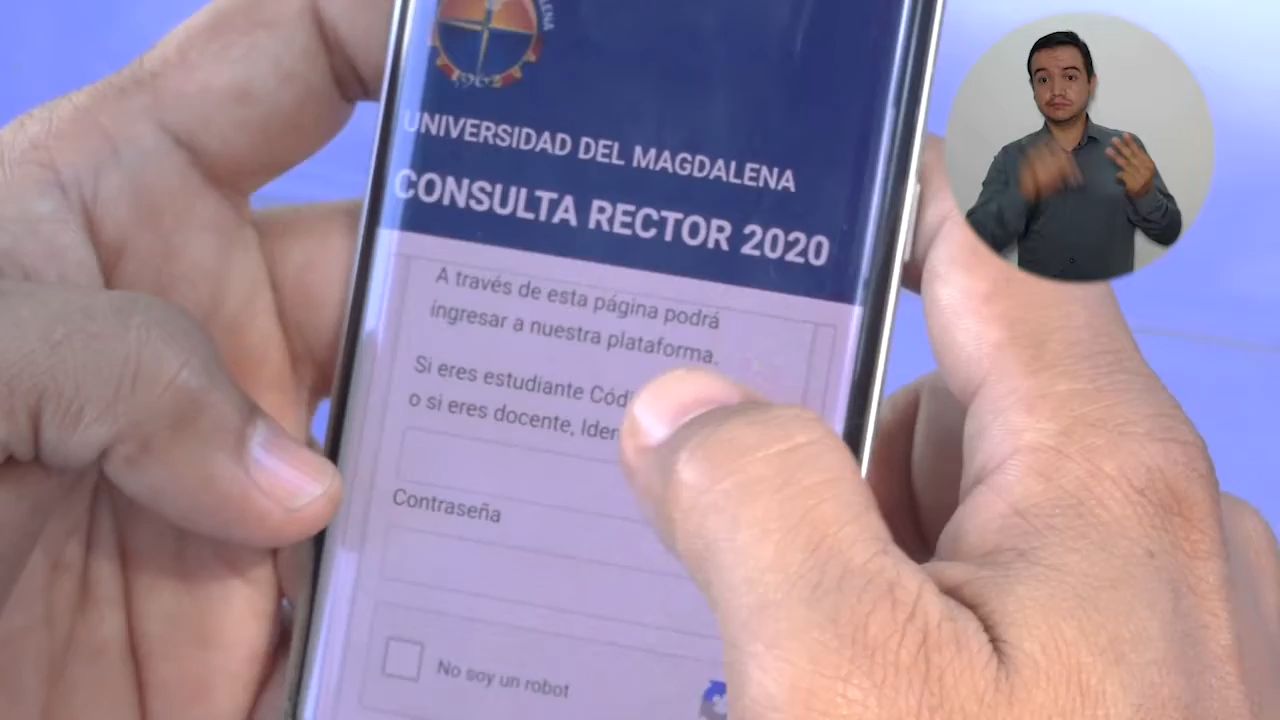 UNIVERSIDAD DEL MAGDALENA
CONSULTA RECTOR 2020
A través de esta página podrá
ingresar a nuestra plataforma.
Si eres estudiante
o si eres docente,
Contraseña
No soy un robot